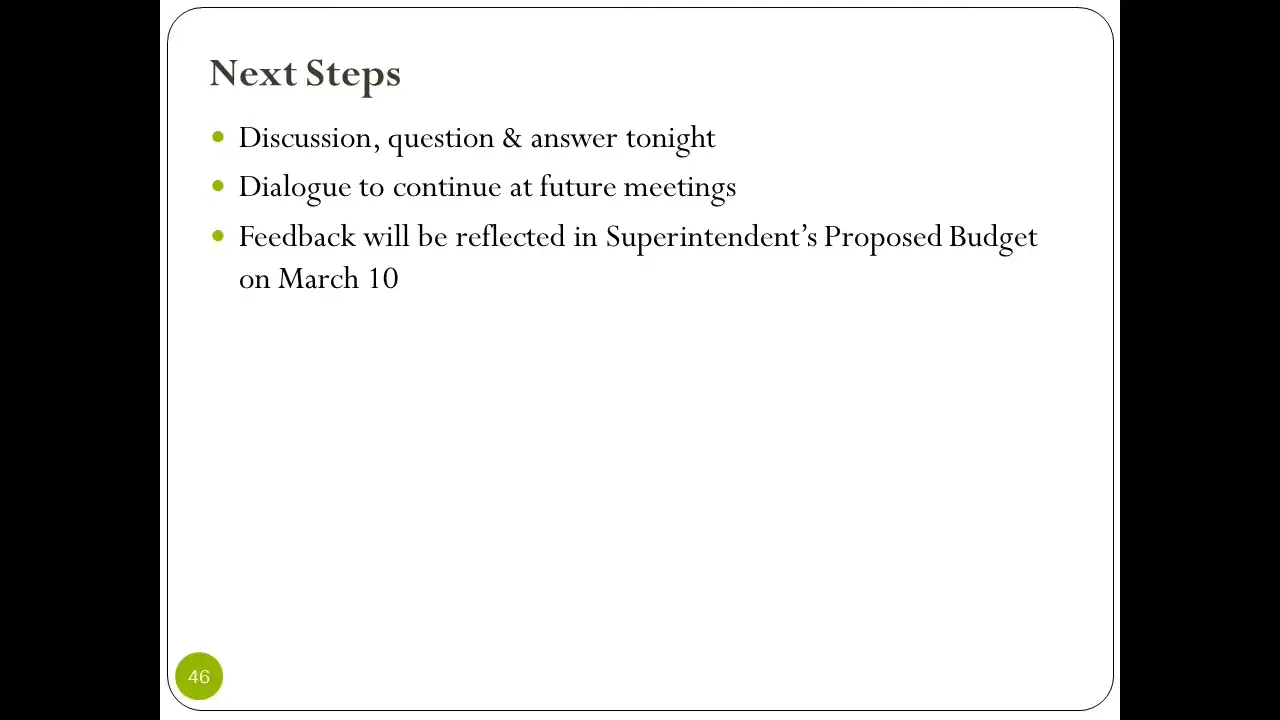 Next Steps
Discussion, question & answer tonight
Dialogue to continue at future meetings
Feedback will be reflected in Superintendent’s Proposed Budget
on March 10
46